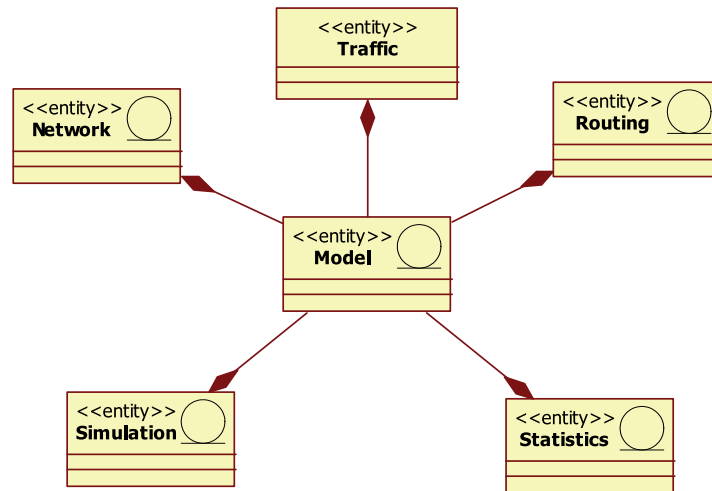 <<entity>>
Traffic
<<entity>>
Network
<<entity>>
Routing
<<entity>>
Model
<<entity>>
Simulation
<<entity>>
Statistics